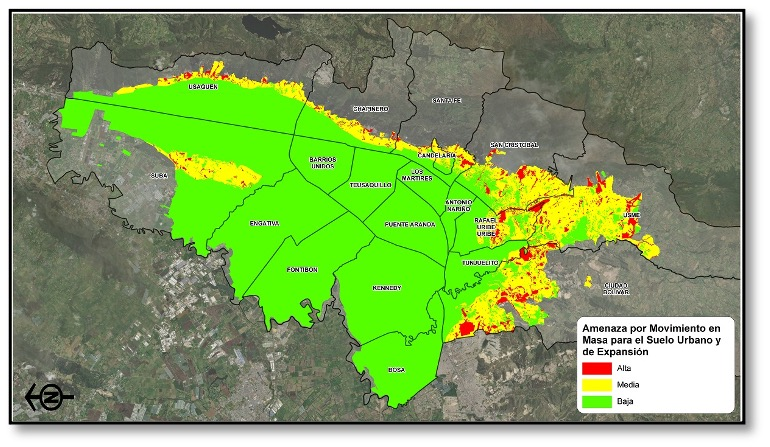 USAQUEN
CHAPINERO
SANTA FE
CANDELARIA
SAN CRISTOBAL
BARRIOS
UNIDOS
TEUSAQUILLO
LOS
MARTIRES
SUBA
ANTONIO
NARIÑO
RAFAEL
URIBE
URIBE
USME
ENGATIVA
PUENTE ARANDA
FONTIBON
TUNJUELITO
KENNEDY
CIUDAD
BOLIVAR
BOSA
Amenaza por Movimiento en
Masa para el Suelo Urbano y
de Expansión
Alta
Media
Baja
N